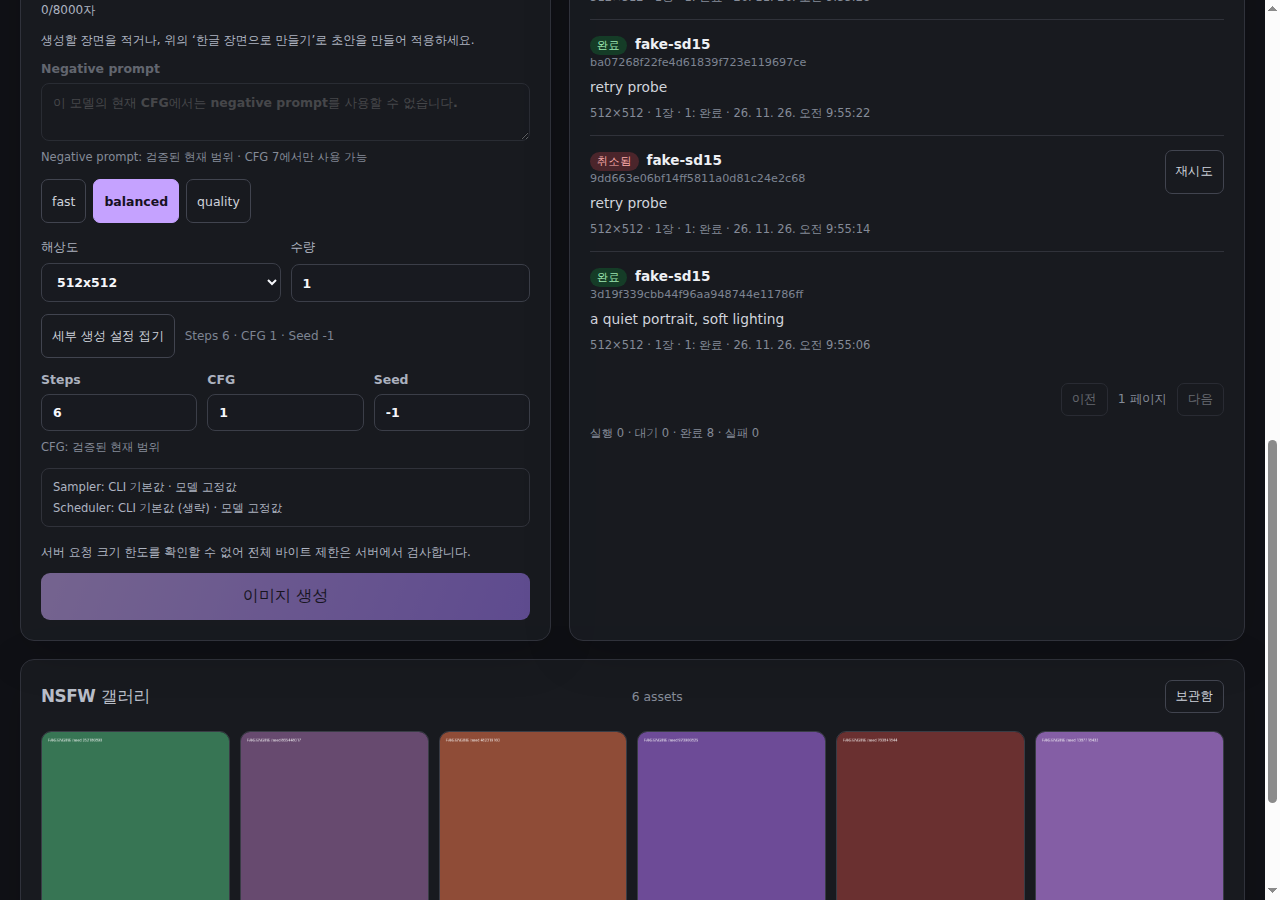 0/8000자
생성할 장면을 적거나, 위의 ‘한글 장면으로 만들기’로 초안을 만들어 적용하세요.
Negative prompt
이 모델의 현재 CFG에서는 negative prompt를 사용할 수 없습니다.
Negative prompt: 검증된 현재 범위 · CFG 7에서만 사용 가능
fast
balanced
quality
해상도
수량
512x512
1
세부 생성 설정 접기
Steps 6 · CFG 1 · Seed -1
Steps
CFG
Seed
6
1
-1
CFG: 검증된 현재 범위
Sampler: CLI 기본값 · 모델 고정값
Scheduler: CLI 기본값 (생략) · 모델 고정값
서버 요청 크기 한도를 확인할 수 없어 전체 바이트 제한은 서버에서 검사합니다.
이미지 생성
완료 fake-sd15
ba07268f22fe4d61839f723e119697ce
retry probe
512×512 · 1장 · 1: 완료 · 26. 11. 26. 오전 9:55:22
취소됨 fake-sd15
9dd663e06bf14ff5811a0d81c24e2c68
재시도
retry probe
512×512 · 1장 · 1: 완료 · 26. 11. 26. 오전 9:55:14
완료 fake-sd15
3d19f339cbb44f96aa948744e11786ff
a quiet portrait, soft lighting
512×512 · 1장 · 1: 완료 · 26. 11. 26. 오전 9:55:06
이전
1 페이지
다음
실행 0 · 대기 0 · 완료 8 · 실패 0
NSFW 갤러리
6 assets
보관함